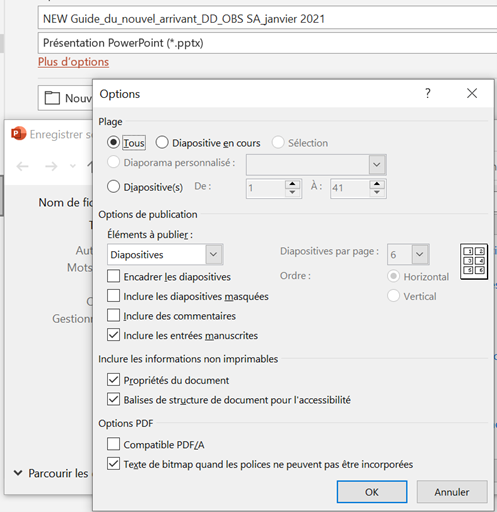 NEW Guide_du_nouvel_arrivant_DD_OBS SA_janvier 2021
Présentation PowerPoint (*.pptx)
Plus d'options
Nouv
Options
?
Enregistrer s
Plage
Tous Diapositive en cours Sélection
Diaporama personnalisé :
Diapositive(s) De : 1 À : 41
Nom de fic
Options de publication
Éléments à publier :
Diapositives Diapositives par page : 6
Encadrer les diapositives Ordre : Horizontal
Inclure les diapositives masquées Vertical
Inclure des commentaires
Inclure les entrées manuscrites
Aut
Mots
Gestionn
Inclure les informations non imprimables
Propriétés du document
Balises de structure de document pour l'accessibilité
Options PDF
Compatible PDF/A
Texte de bitmap quand les polices ne peuvent pas être incorporées
Parcourir les
OK Annuler